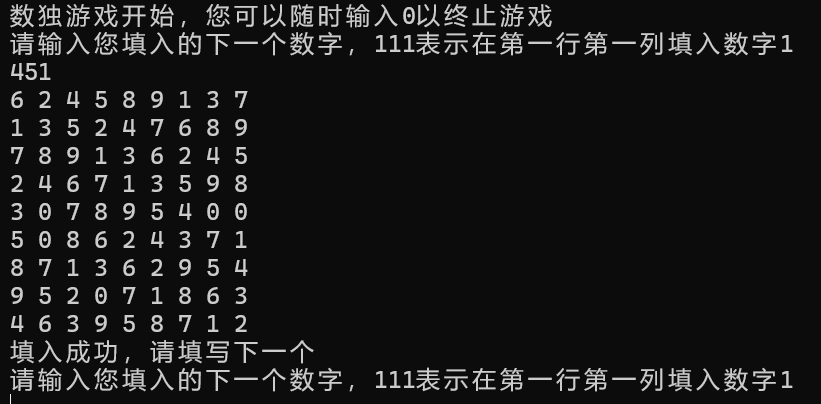 数独游戏开始，您可以随时输入0以终止游戏
请输入您填入的下一个数字，111表示在第一行第一列填入数字1
451
6 2 4 5 8 9 1 3 7
1 3 5 2 4 7 6 8 9
7 8 9 1 3 6 2 4 5
2 4 6 7 1 3 5 9 8
3 0 7 8 9 5 4 0 0
5 0 8 6 2 4 3 7 1
8 7 1 3 6 2 9 5 4
9 5 2 0 7 1 8 6 3
4 6 3 9 5 8 7 1 2
填入成功，请填写下一个
请输入您填入的下一个数字，111表示在第一行第一列填入数字1